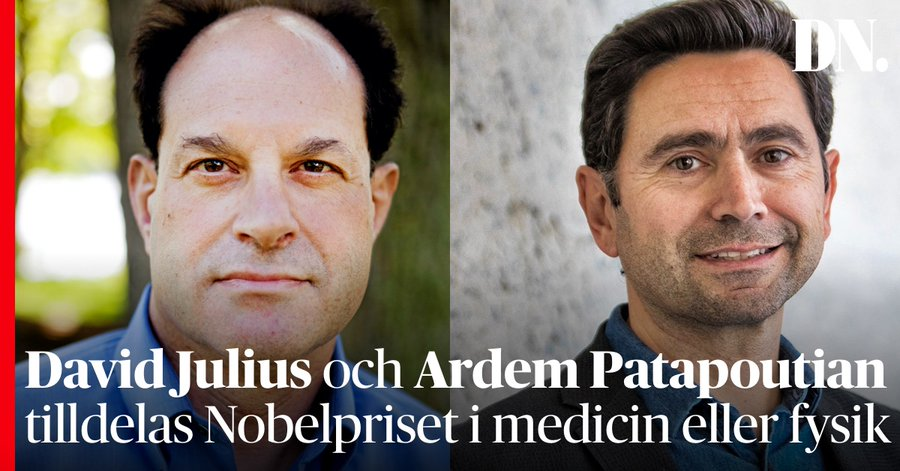 DN.
David Julius och Ardem Patapoutian
tilldelas Nobelpriset i medicin eller fysik